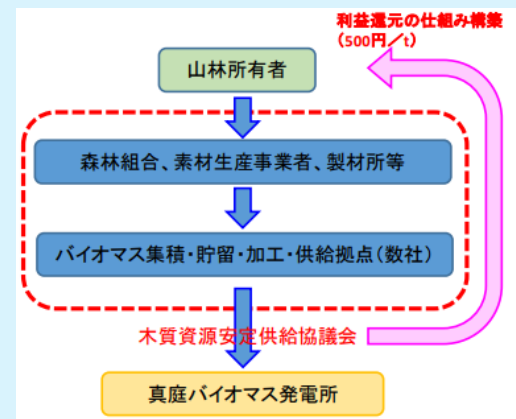 利益還元の仕組み構築
（500円／t）
山林所有者
森林組合、素材生産事業者、製材所等
バイオマス集積・貯留・加工・供給拠点（数社）
木質資源安定供給協議会
真庭バイオマス発電所